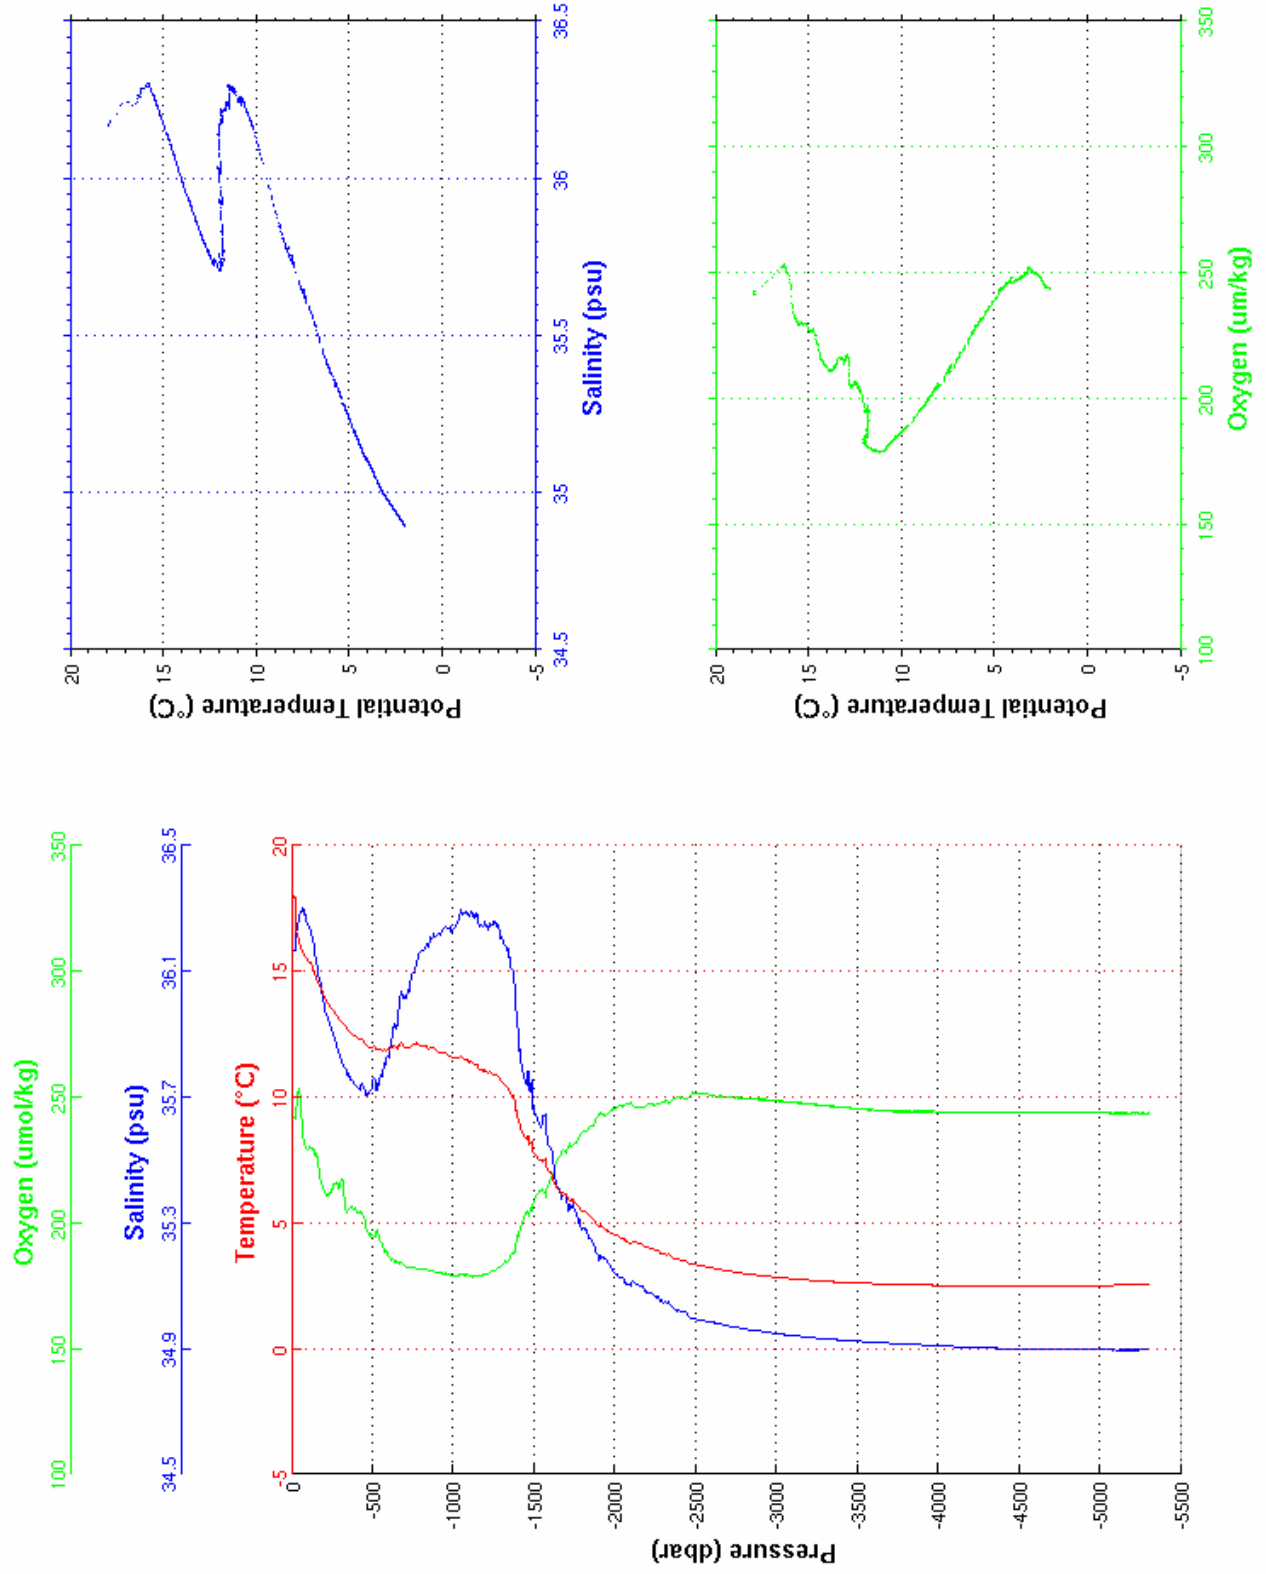 Oxygen (umol/kg)
100 150 200 250 300 350
Salinity (psu)
34.5 34.9 35.3 35.7 36.1 36.5
Temperature (°C)
-5 0 5 10 15 20
0
-500
-1000
-1500
-2000
-2500
-3000
-3500
-4000
-4500
-5000
-5500
Pressure (dbar)
20
15
10
5
0
-5
Potential Temperature (°C)
34.5 35 35.5 36 36.5
Salinity (psu)
20
15
10
5
0
-5
Potential Temperature (°C)
100 150 200 250 300 350
Oxygen (um/kg)